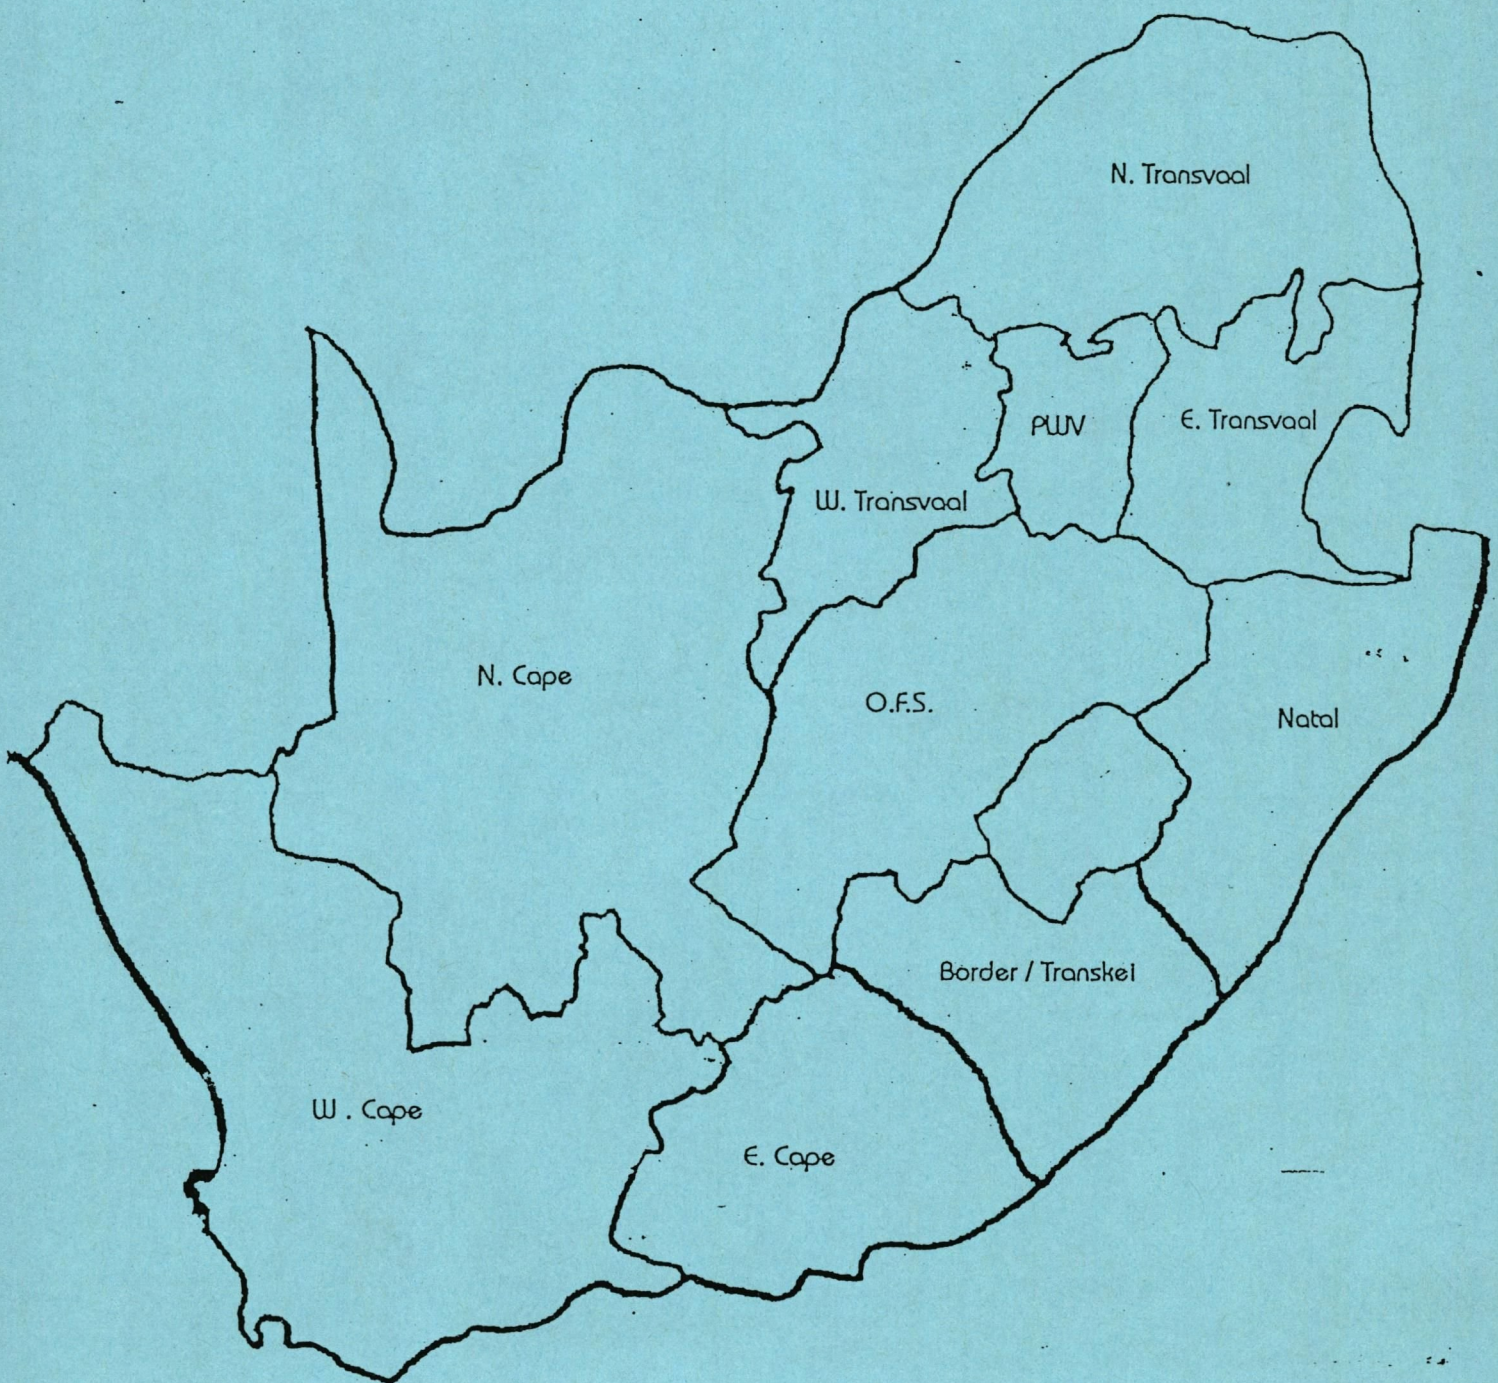 N. Transvaal
PWV
E. Transvaal
W. Transvaal
N. Cape
O.F.S.
Natal
Border / Transkei
W . Cape
E. Cape